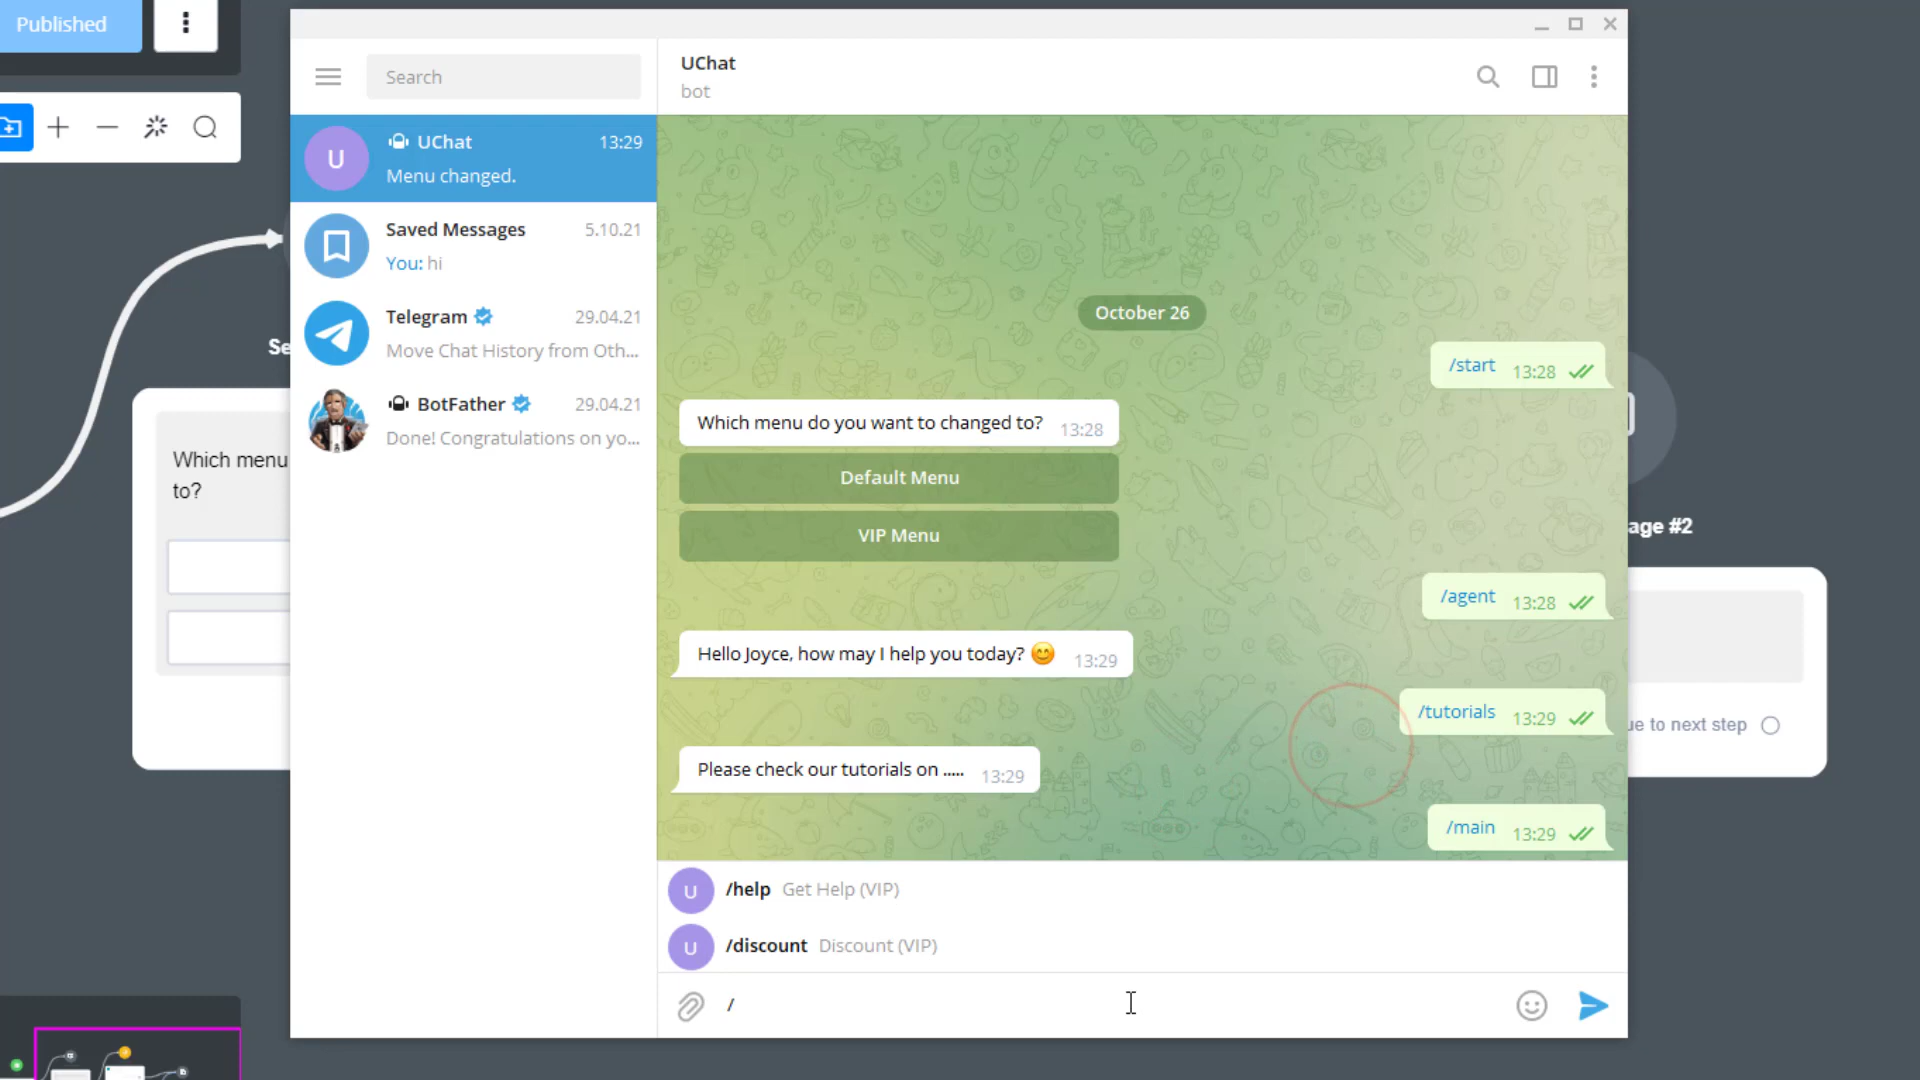 Published
Se
Which menu
to?
Search
UChat 13:29
Menu changed.
Saved Messages 5.10.21
You: hi
Telegram 29.04.21
Move Chat History from Oth...
BotFather 29.04.21
Done! Congratulations on yo...
UChat
bot
October 26
/start 13:28
Which menu do you want to changed to? 13:28
Default Menu
VIP Menu
/agent 13:28
Hello Joyce, how may I help you today? 😊 13:29
/tutorials 13:29
Please check our tutorials on ..... 13:29
/main 13:29
U /help Get Help (VIP)
U /discount Discount (VIP)
/
U
age #2
ue to next step